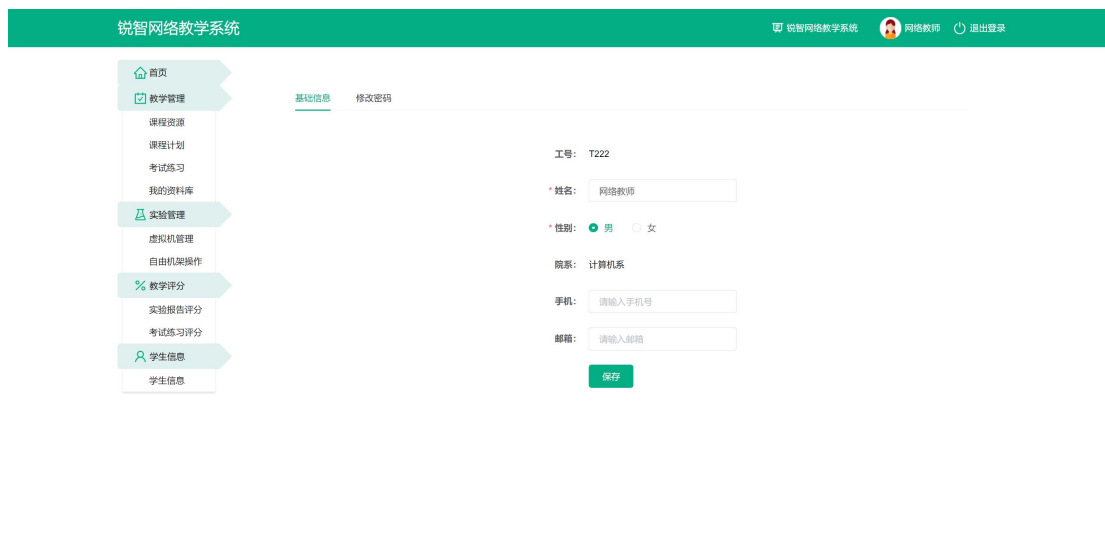 锐智网络教学系统
锐智网络教学系统 网络教师 退出登录
首页
教学管理
课程资源
课程计划
考试练习
我的资料库
实验管理
虚拟机管理
自由机架操作
教学评分
实验报告评分
考试练习评分
学生信息
学生信息
基础信息 修改密码
工号: T222
* 姓名: 网络教师
* 性别: 男 女
院系: 计算机系
手机: 请输入手机号
邮箱: 请输入邮箱
保存